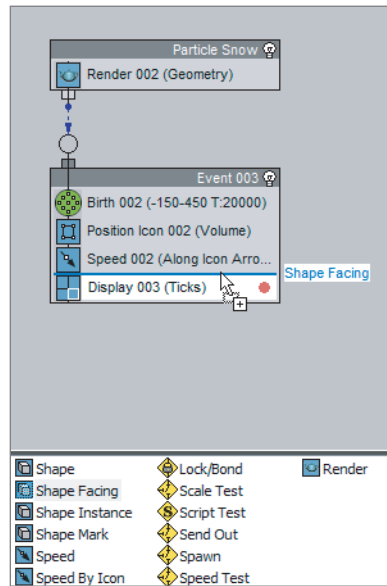 Particle Snow
Render 002 (Geometry)
Event 003
Birth 002 (-150-450 T:20000)
Position Icon 002 (Volume)
Speed 002 (Along Icon Arro...
Shape Facing
Display 003 (Ticks)
Shape
Lock/Bond
Render
Shape Facing
Scale Test
Shape Instance
Script Test
Shape Mark
Send Out
Speed
Spawn
Speed By Icon
Speed Test